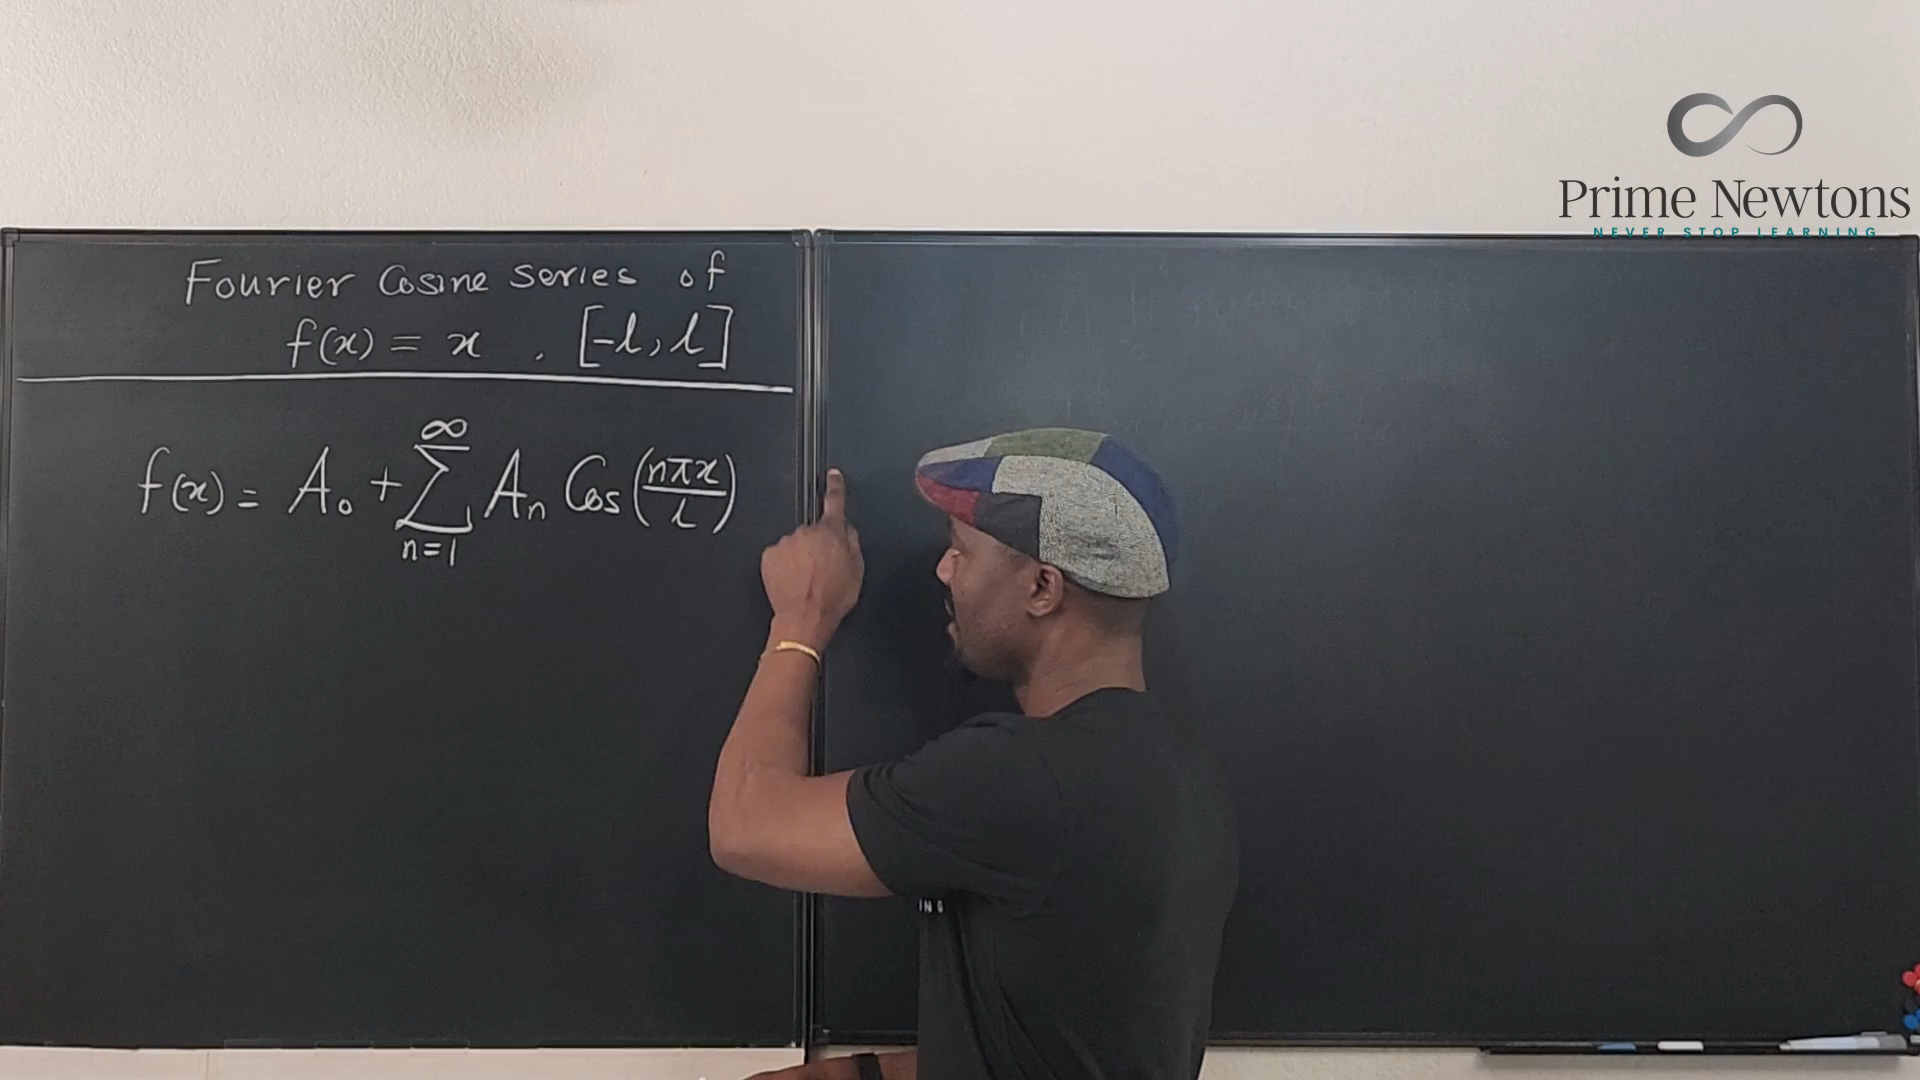 Prime Newtons
NEVER STOP LEARNING
Fourier Cosine Series of
f(x) = x , [-l, l]
f(x) = A₀ + ∑ₙ₌₁^∞ Aₙ Cos(nπx/l)